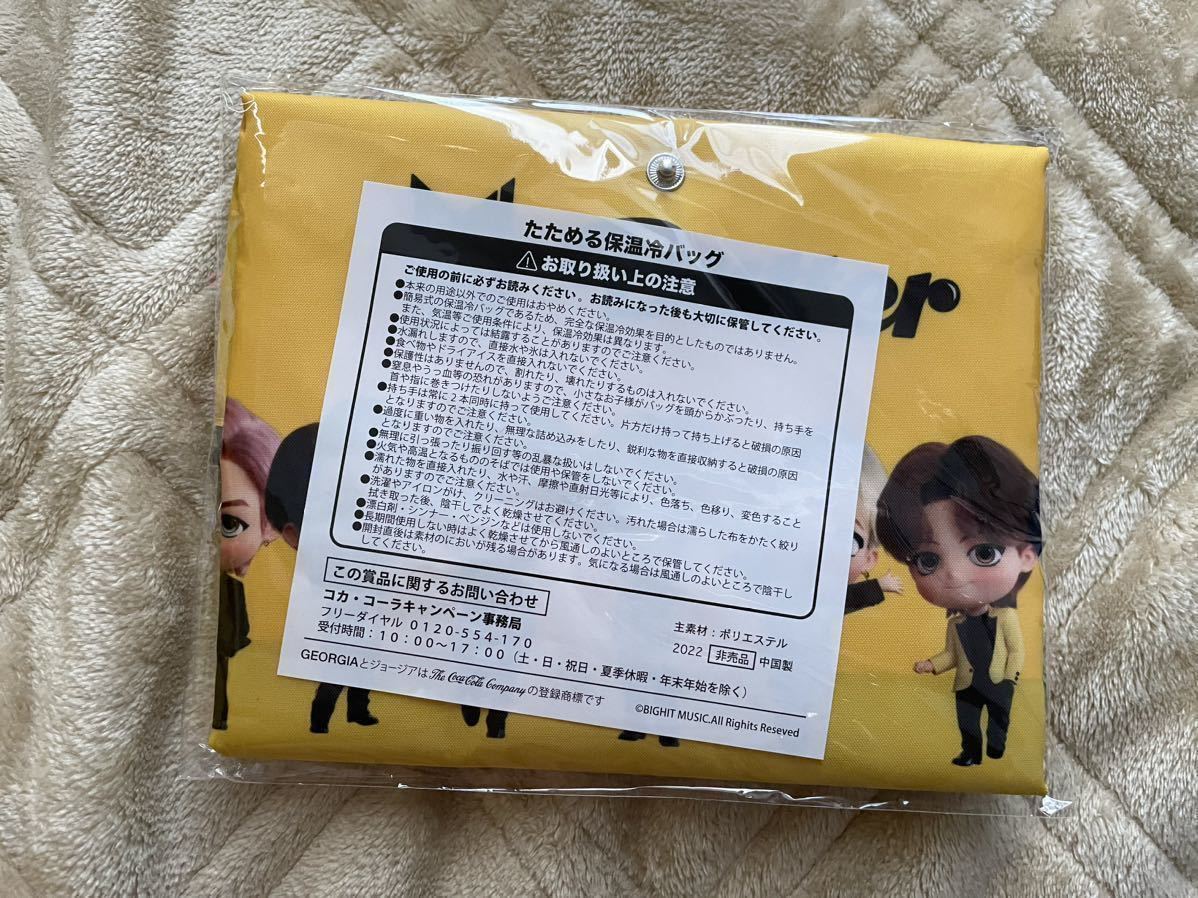 たためる保温冷バッグ
お取り扱い上の注意
ご使用の前に必ずお読みください。お読みになった後も大切に保管してください。
●本来の用途以外でのご使用はおやめください。
●簡易式の保温冷バッグであるため、完全な保温冷効果を目的としたものではありません。
また、気温等ご使用条件により、保温冷効果は異なります。
●使用状況によっては結露することがありますのでご注意ください。
●水漏れしますので、直接水や氷は入れないでください。
●食べ物やドライアイスを直接入れないでください。
●保護性はありませんので、割れたり、壊れたりするものは入れないでください。
●窒息やうっ血等の恐れがありますので、小さなお子様がバッグを頭からかぶったり、持ち手を
首や指に巻きつけたりしないようご注意ください。
●持ち手は常に2本同時に持って使用してください。片方だけ持って持ち上げると破損の原因
となりますのでご注意ください。
●過度に重い物を入れたり、無理な詰め込みをしたり、鋭利な物を直接収納すると破損の原因
となりますのでご注意ください。
●無理に引っ張ったり振り回す等の乱暴な扱いはしないでください。
●火気や高温となるもののそばでは使用や保管をしないでください。
●濡れた物を直接入れたり、水や汗、摩擦や直射日光等により、色落ち、色移り、変色すること
がありますのでご注意ください。
●洗濯やアイロンがけ、クリーニングはお避けください。汚れた場合は濡らした布をかたく絞り
拭き取った後、陰干しでよく乾燥させてください。
●漂白剤・シンナー・ベンジンなどは使用しないでください。
●長期間使用しない時はよく乾燥させてから風通しのよいところで保管してください。
●開封直後は素材のにおいが残る場合があります。気になる場合は風通しのよいところで陰干し
してください。
この賞品に関するお問い合わせ
コカ・コーラキャンペーン事務局
フリーダイヤル 0120-554-170
受付時間:10:00〜17:00(土・日・祝日・夏季休暇・年末年始を除く)
主素材:ポリエステル
2022 非売品 中国製
GEORGIAとジョージアはThe Coca-Cola Companyの登録商標です
©BIGHIT MUSIC.All Righits Reseved
er